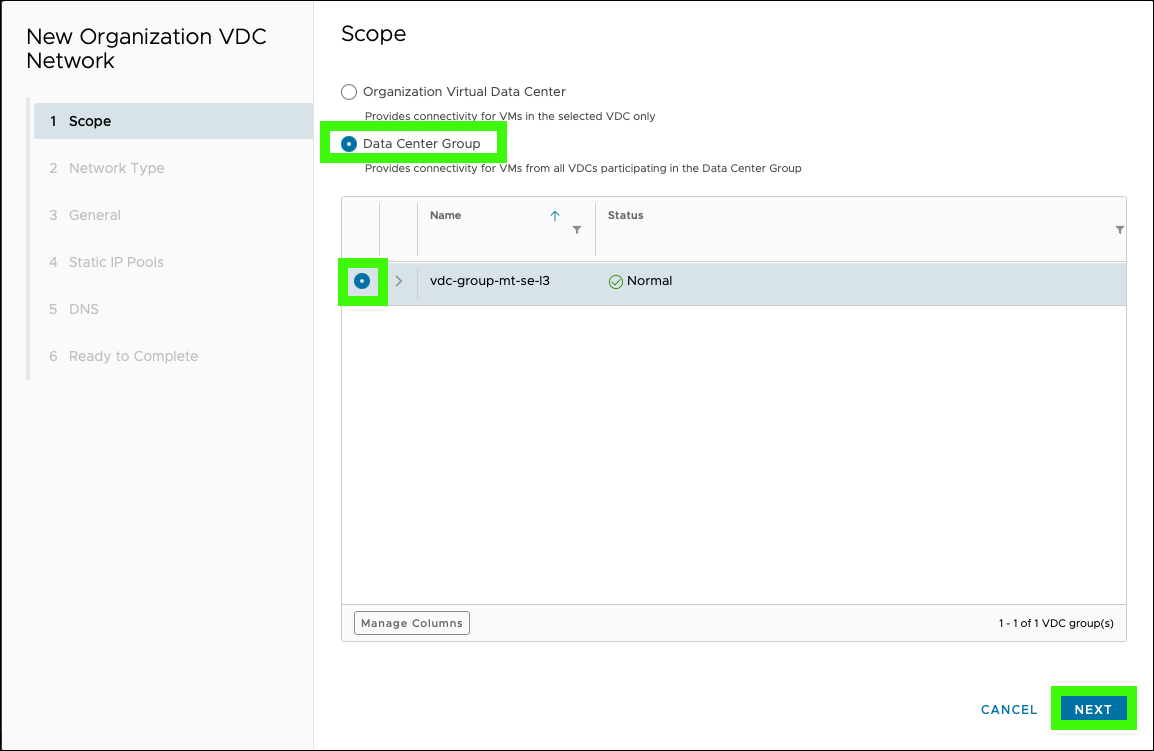 New Organization VDC
Network
1 Scope
2 Network Type
3 General
4 Static IP Pools
5 DNS
6 Ready to Complete
Scope
Organization Virtual Data Center
Provides connectivity for VMs in the selected VDC only
Data Center Group
Provides connectivity for VMs from all VDCs participating in the Data Center Group
Name Status
vdc-group-mt-se-l3 Normal
Manage Columns 1 - 1 of 1 VDC group(s)
CANCEL NEXT